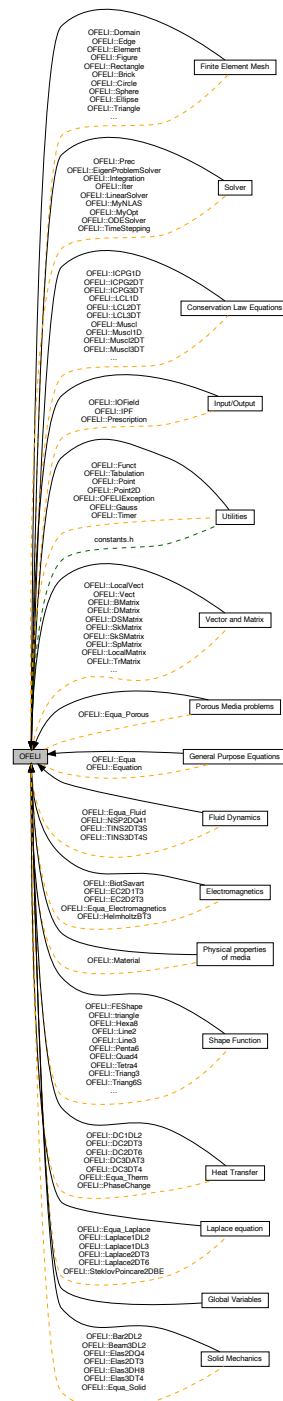 OFELI::Domain
OFELI::Edge
OFELI::Element
OFELI::Figure
OFELI::Rectangle
OFELI::Brick
OFELI::Circle
OFELI::Sphere
OFELI::Ellipse
OFELI::Triangle
...
Finite Element Mesh
OFELI::Prec
OFELI::EigenProblemSolver
OFELI::Integration
OFELI::Iter
OFELI::LinearSolver
OFELI::MyNLAS
OFELI::MyOpt
OFELI::ODESolver
OFELI::TimeStepping
Solver
OFELI::ICPG1D
OFELI::ICPG2DT
OFELI::ICPG3DT
OFELI::LCL1D
OFELI::LCL2DT
OFELI::LCL3DT
OFELI::Muscl
OFELI::Muscl1D
OFELI::Muscl2DT
OFELI::Muscl3DT
...
Conservation Law Equations
OFELI::IOField
OFELI::IPF
OFELI::Prescription
Input/Output
OFELI::Funct
OFELI::Tabulation
OFELI::Point
OFELI::Point2D
OFELI::OFELIException
OFELI::Gauss
OFELI::Timer
Utilities
constants.h
OFELI::LocalVect
OFELI::Vect
OFELI::BMatrix
OFELI::DMatrix
OFELI::DSMatrix
OFELI::SkMatrix
OFELI::SkSMatrix
OFELI::SpMatrix
OFELI::LocalMatrix
OFELI::TrMatrix
...
Vector and Matrix
OFELI::Equa_Porous
Porous Media problems
OFELI
OFELI::Equa
OFELI::Equation
General Purpose Equations
OFELI::Equa_Fluid
OFELI::NSP2DQ41
OFELI::TINS2DT3S
OFELI::TINS3DT4S
Fluid Dynamics
OFELI::BiotSavart
OFELI::EC2D1T3
OFELI::EC2D2T3
OFELI::Equa_Electromagnetics
OFELI::HelmholtzBT3
Electromagnetics
OFELI::Material
Physical properties
of media
OFELI::FEShape
OFELI::triangle
OFELI::Hexa8
OFELI::Line2
OFELI::Line3
OFELI::Penta6
OFELI::Quad4
OFELI::Tetra4
OFELI::Triang3
OFELI::Triang6S
...
Shape Function
OFELI::DC1DL2
OFELI::DC2DT3
OFELI::DC2DT6
OFELI::DC3DAT3
OFELI::DC3DT4
OFELI::Equa_Therm
OFELI::PhaseChange
Heat Transfer
OFELI::Equa_Laplace
OFELI::Laplace1DL2
OFELI::Laplace1DL3
OFELI::Laplace2DT3
OFELI::Laplace2DT6
OFELI::SteklovPoincare2DBE
Laplace equation
Global Variables
OFELI::Bar2DL2
OFELI::Beam3DL2
OFELI::Elas2DQ4
OFELI::Elas2DT3
OFELI::Elas3DH8
OFELI::Elas3DT4
OFELI::Equa_Solid
Solid Mechanics